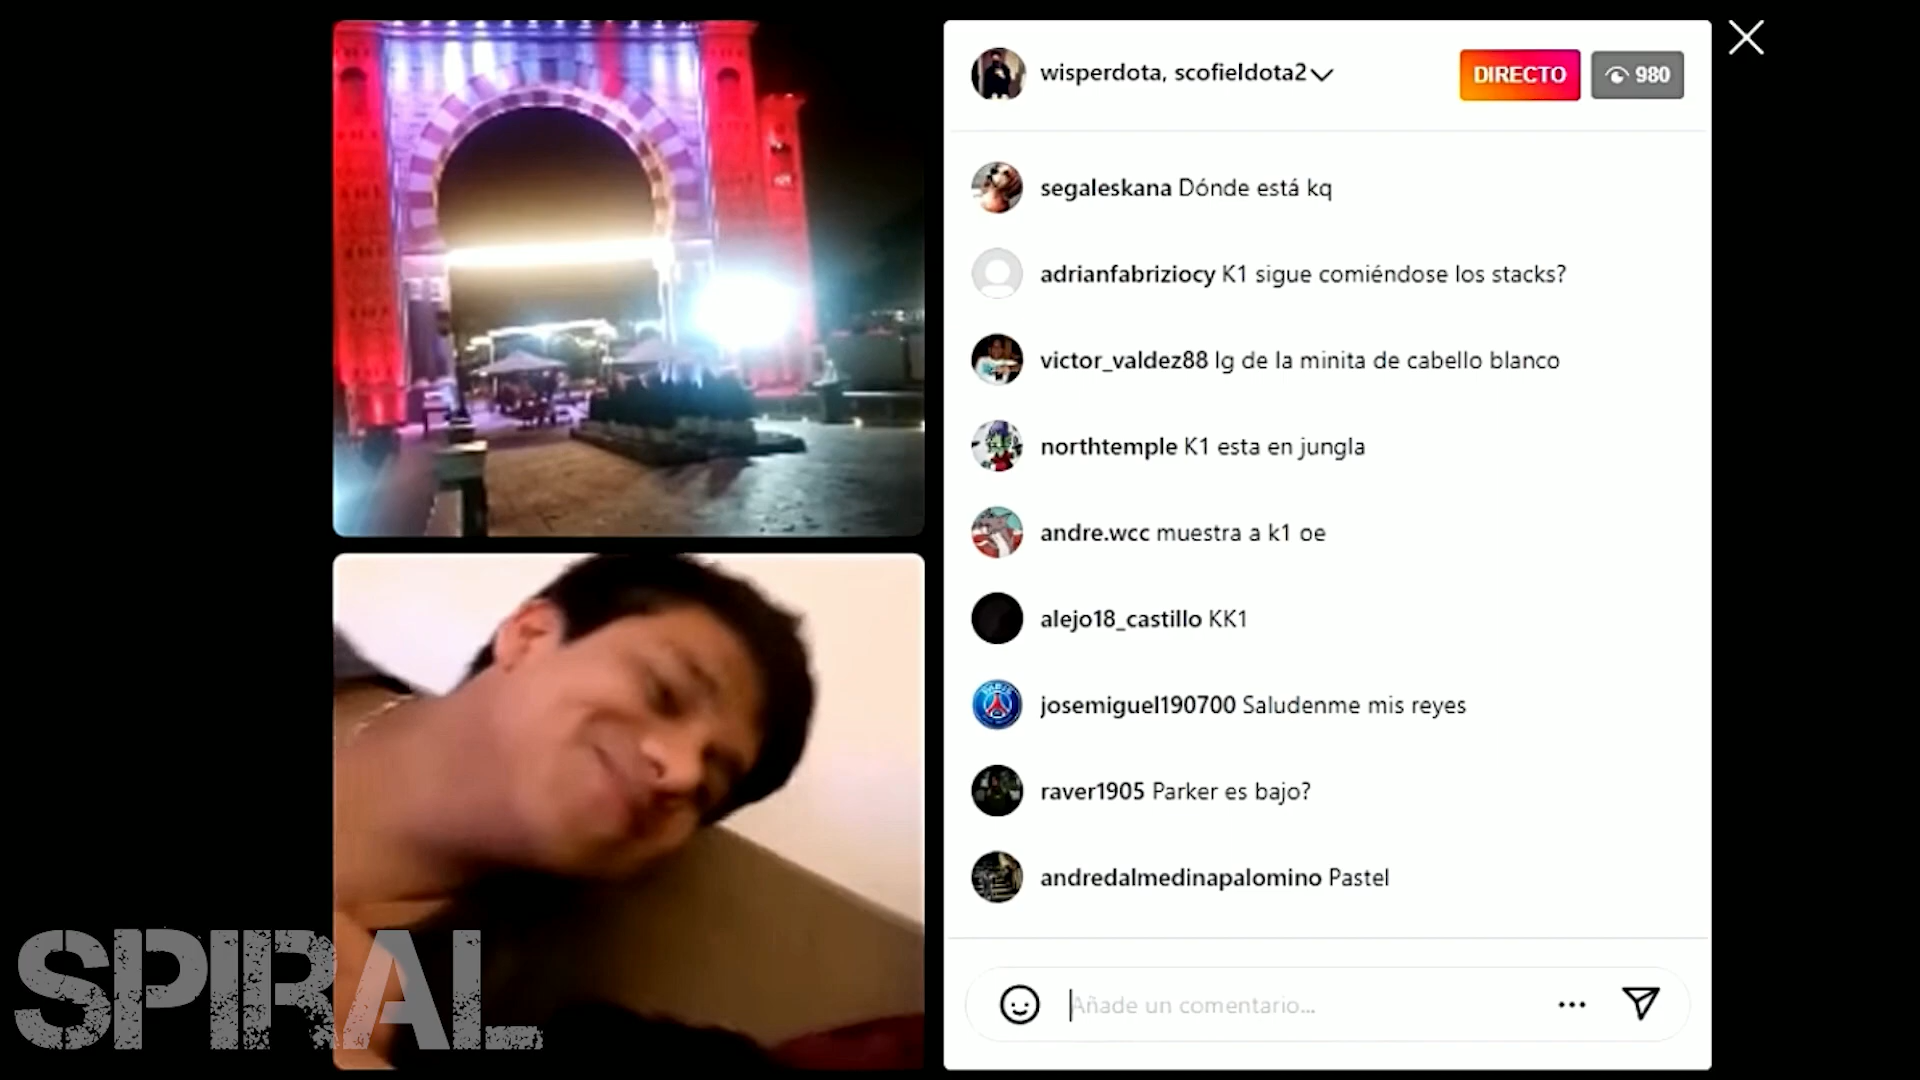 wisperdota, scofieldota2
DIRECTO
980
segaleskana Dónde está kq
adrianfabriziocy K1 sigue comiéndose los stacks?
victor_valdez88 Ig de la minita de cabello blanco
northtemple K1 esta en jungla
andre.wcc muestra a k1 oe
alejo18_castillo KK1
josemiguel190700 Saludenme mis reyes
raver1905 Parker es bajo?
andredalmedinapalomino Pastel
Añade un comentario...
SPIRAL